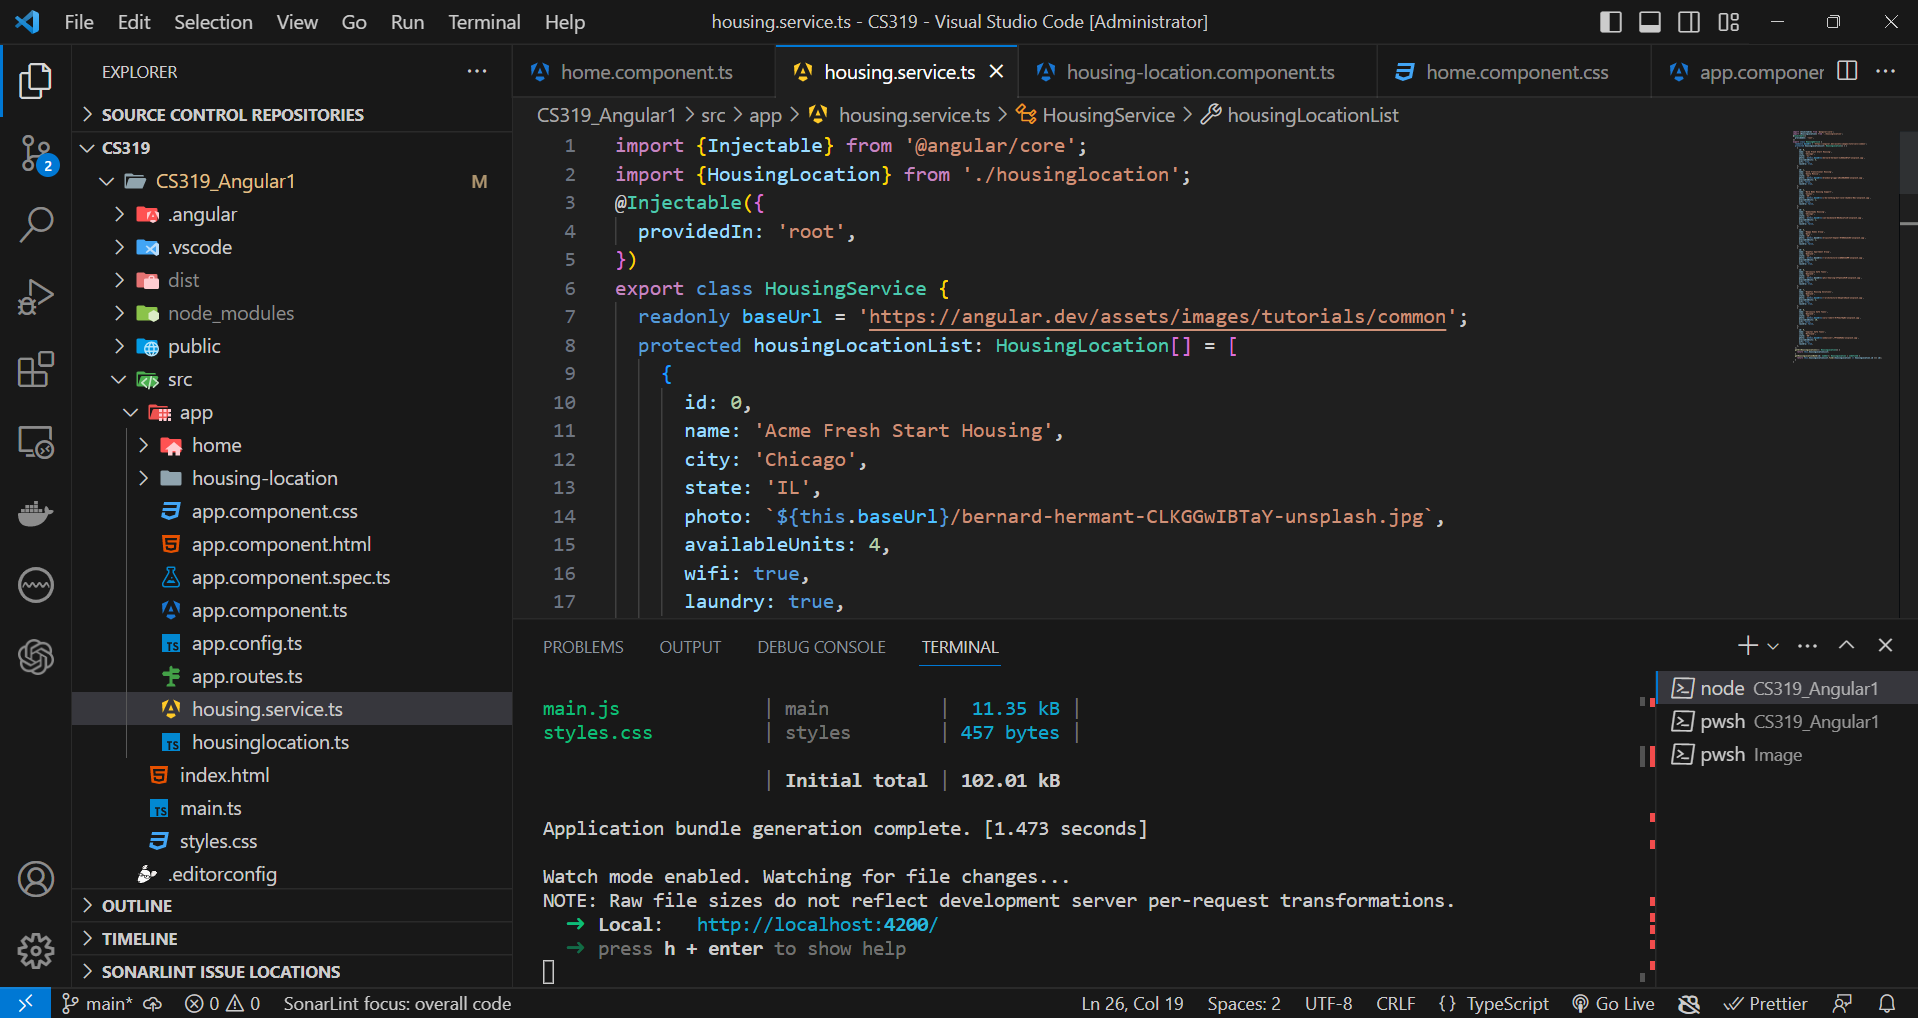 File Edit Selection View Go Run Terminal Help
housing.service.ts - CS319 - Visual Studio Code [Administrator]
EXPLORER
SOURCE CONTROL REPOSITORIES
CS319
CS319_Angular1 M
.angular
.vscode
dist
node_modules
public
src
app
home
housing-location
app.component.css
app.component.html
app.component.spec.ts
app.component.ts
app.config.ts
app.routes.ts
housing.service.ts
housinglocation.ts
index.html
main.ts
styles.css
.editorconfig
OUTLINE
TIMELINE
SONARLINT ISSUE LOCATIONS
2
home.component.ts housing.service.ts housing-location.component.ts home.component.css app.componen
CS319_Angular1 > src > app > housing.service.ts > HousingService > housingLocationList
1 import {Injectable} from '@angular/core';
2 import {HousingLocation} from './housinglocation';
3 @Injectable({
4 providedIn: 'root',
5 })
6 export class HousingService {
7 readonly baseUrl = 'https://angular.dev/assets/images/tutorials/common';
8 protected housingLocationList: HousingLocation[] = [
9 {
10 id: 0,
11 name: 'Acme Fresh Start Housing',
12 city: 'Chicago',
13 state: 'IL',
14 photo: `${this.baseUrl}/bernard-hermant-CLKGGwIBTaY-unsplash.jpg`,
15 availableUnits: 4,
16 wifi: true,
17 laundry: true,
PROBLEMS OUTPUT DEBUG CONSOLE TERMINAL
main.js | main | 11.35 kB |
styles.css | styles | 457 bytes |
| Initial total | 102.01 kB
Application bundle generation complete. [1.473 seconds]
Watch mode enabled. Watching for file changes...
NOTE: Raw file sizes do not reflect development server per-request transformations.
➜ Local: http://localhost:4200/
➜ press h + enter to show help
node CS319_Angular1
pwsh CS319_Angular1
pwsh Image
main* 0 0 SonarLint focus: overall code Ln 26, Col 19 Spaces: 2 UTF-8 CRLF {} TypeScript Go Live Prettier